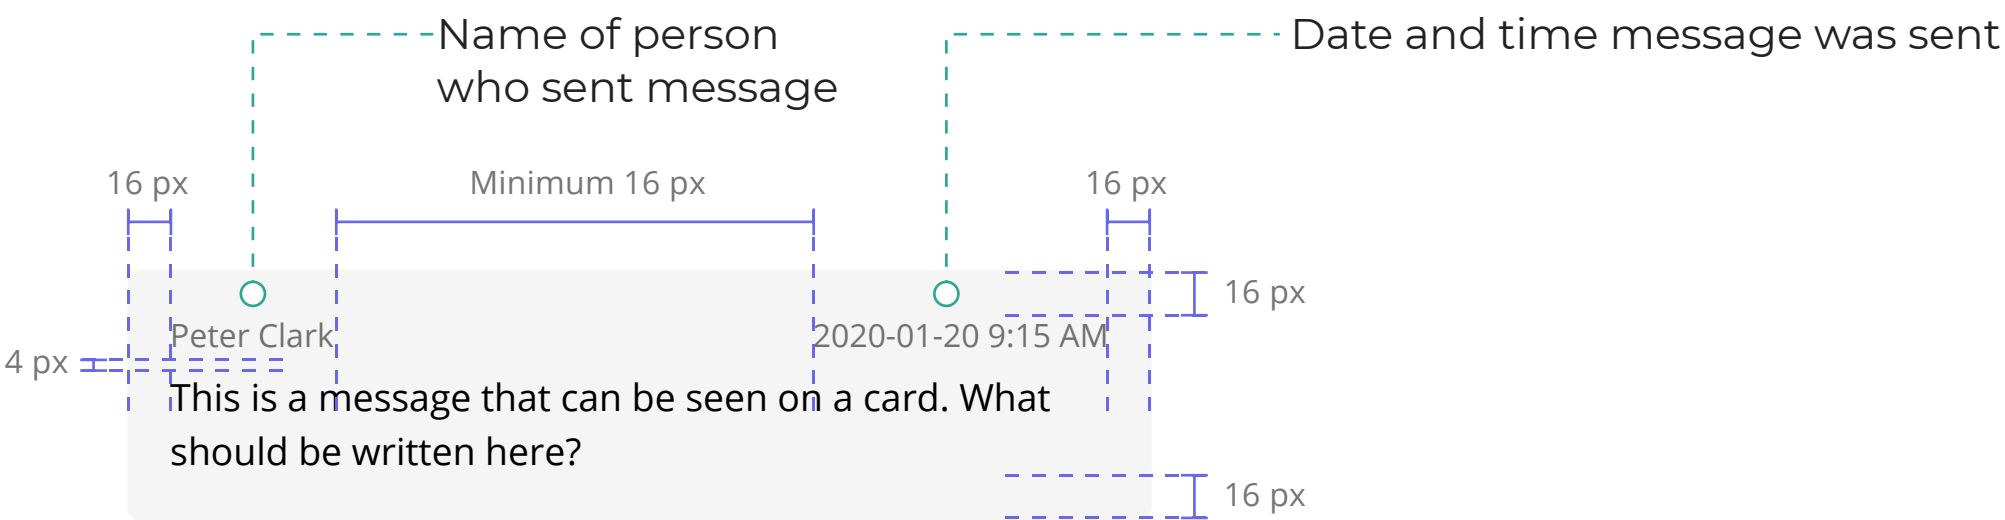 Name of person
who sent message
Date and time message was sent
16 px
Minimum 16 px
16 px
16 px
Peter Clark
2020-01-20 9:15 AM
4 px
This is a message that can be seen on a card. What
should be written here?
16 px